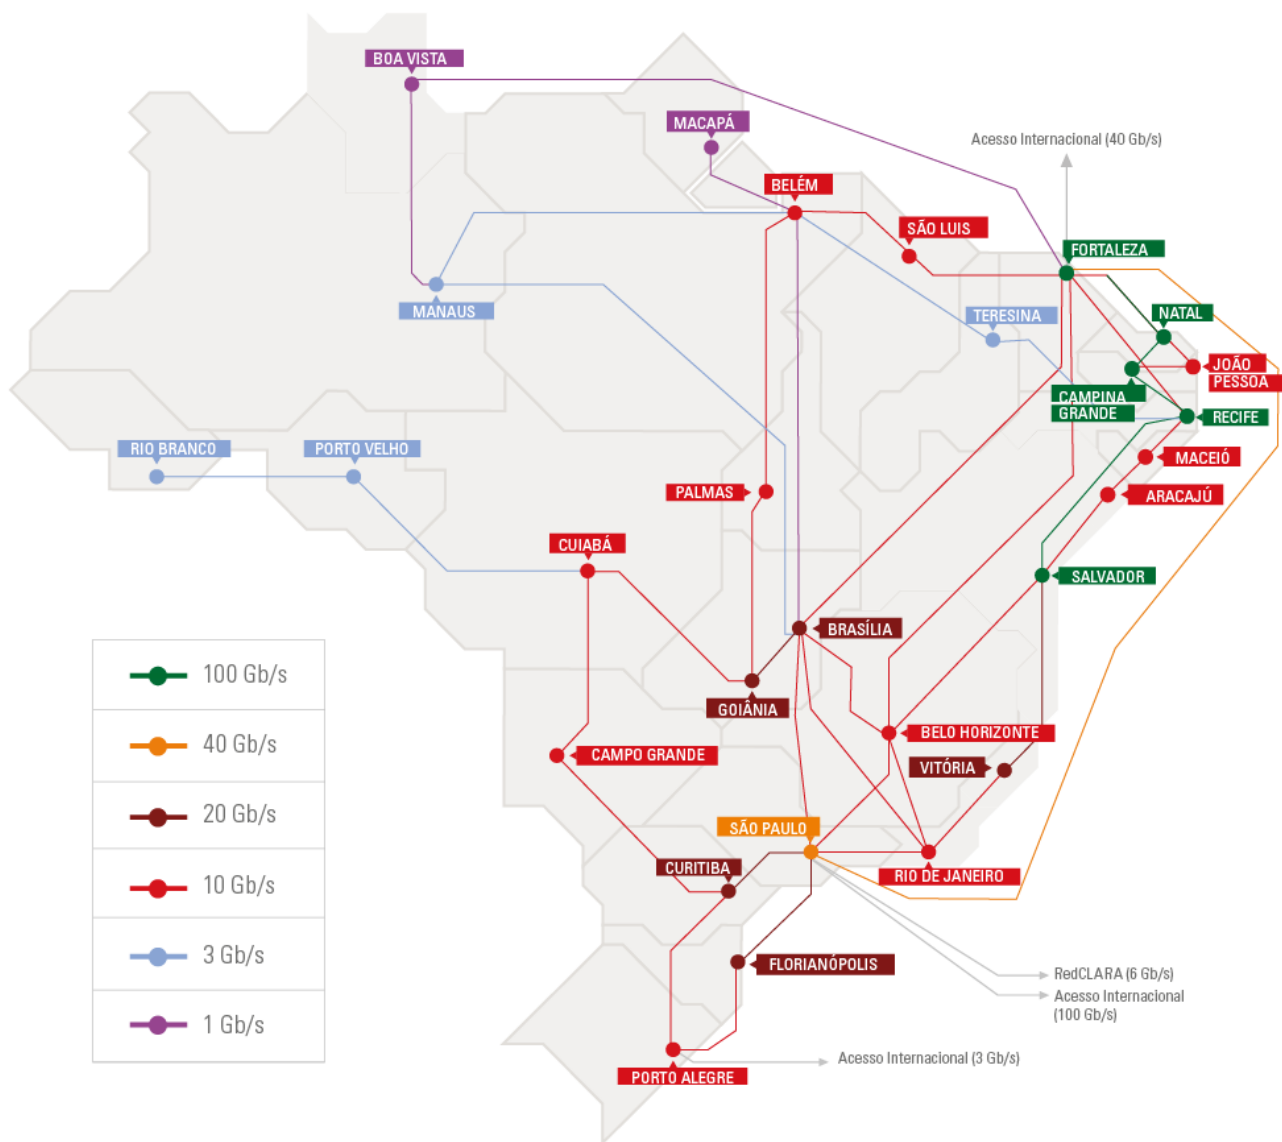 BOA VISTA
MACAPÁ
Acesso Internacional (40 Gb/s)
BELÉM
SÃO LUIS
FORTALEZA
MANAUS
TERESINA
NATAL
JOÃO
PESSOA
CAMPINA
GRANDE
RECIFE
RIO BRANCO
PORTO VELHO
MACEIÓ
PALMAS
ARACAJÚ
CUIABÁ
SALVADOR
BRASÍLIA
GOIÂNIA
BELO HORIZONTE
CAMPO GRANDE
VITÓRIA
SÃO PAULO
CURITIBA
RIO DE JANEIRO
FLORIANÓPOLIS
RedCLARA (6 Gb/s)
Acesso Internacional
(100 Gb/s)
Acesso Internacional (3 Gb/s)
PORTO ALEGRE
100 Gb/s
40 Gb/s
20 Gb/s
10 Gb/s
3 Gb/s
1 Gb/s